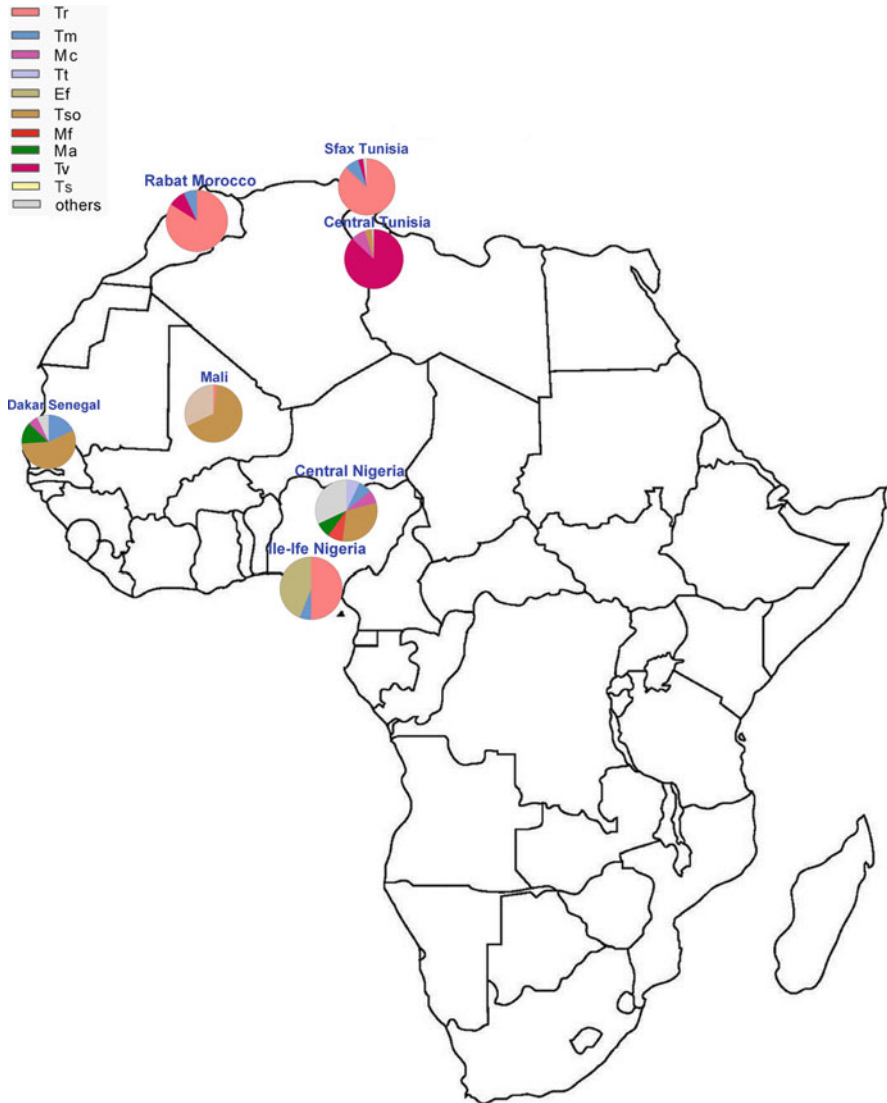 Tr
Tm
Mc
Tt
Ef
Tso
Mf
Ma
Tv
Ts
others
Sfax Tunisia
Rabat Morocco
Central Tunisia
Mali
Dakar Senegal
Central Nigeria
Ile-Ife Nigeria